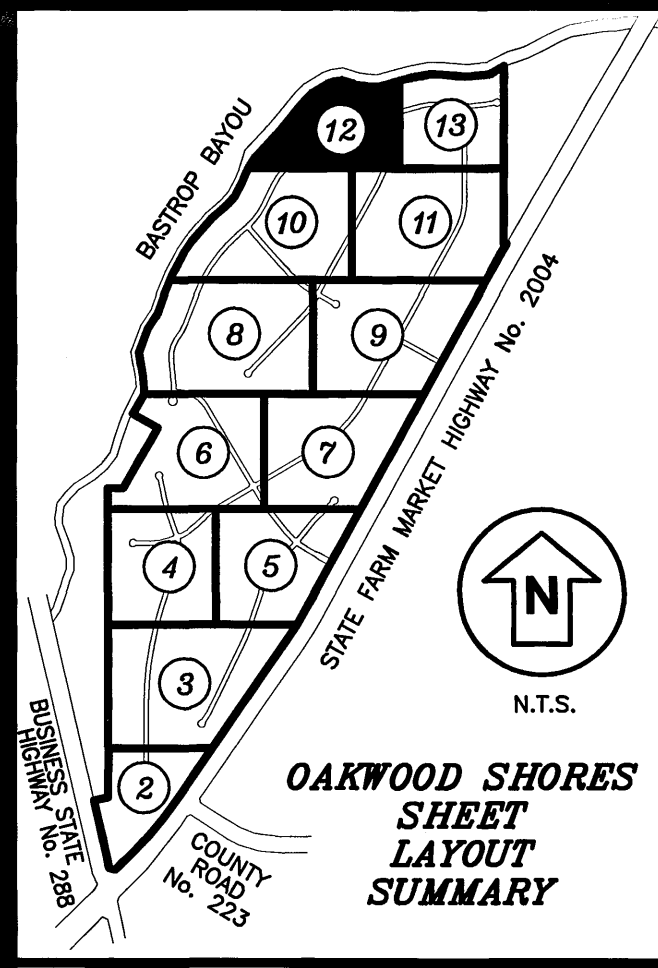 BASTROP BAYOU
12
13
10
11
8
9
6
7
4
5
3
2
STATE FARM MARKET HIGHWAY No. 2004
BUSINESS STATE
HIGHWAY No. 288
COUNTY
ROAD
No. 223
N
N.T.S.
OAKWOOD SHORES
SHEET
LAYOUT
SUMMARY